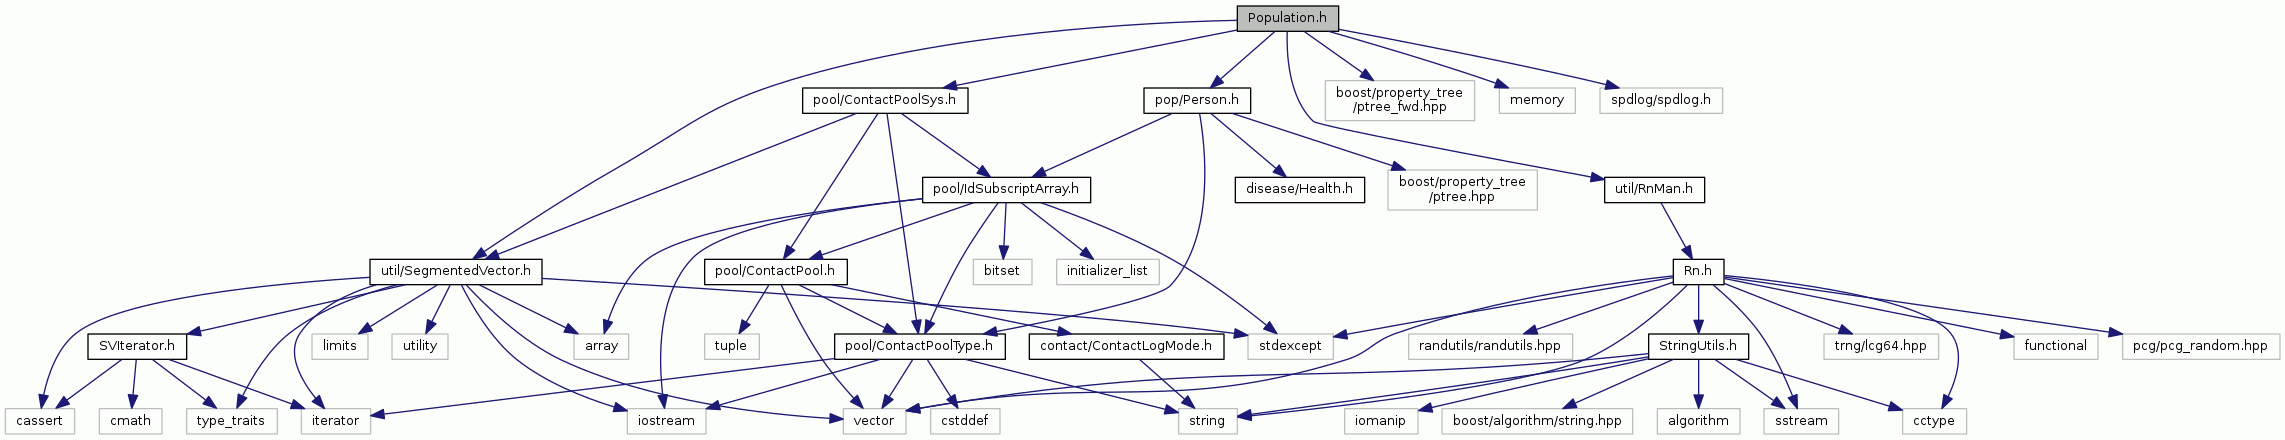 Population.h
pool/ContactPoolSys.h
pop/Person.h
boost/property_tree
/ptree_fwd.hpp
memory
spdlog/spdlog.h
pool/IdSubscriptArray.h
disease/Health.h
boost/property_tree
/ptree.hpp
util/RnMan.h
util/SegmentedVector.h
pool/ContactPool.h
bitset
initializer_list
Rn.h
SVIterator.h
limits
utility
array
tuple
pool/ContactPoolType.h
contact/ContactLogMode.h
stdexcept
randutils/randutils.hpp
StringUtils.h
trng/lcg64.hpp
functional
pcg/pcg_random.hpp
cassert
cmath
type_traits
iterator
iostream
vector
cstddef
string
iomanip
boost/algorithm/string.hpp
algorithm
sstream
cctype